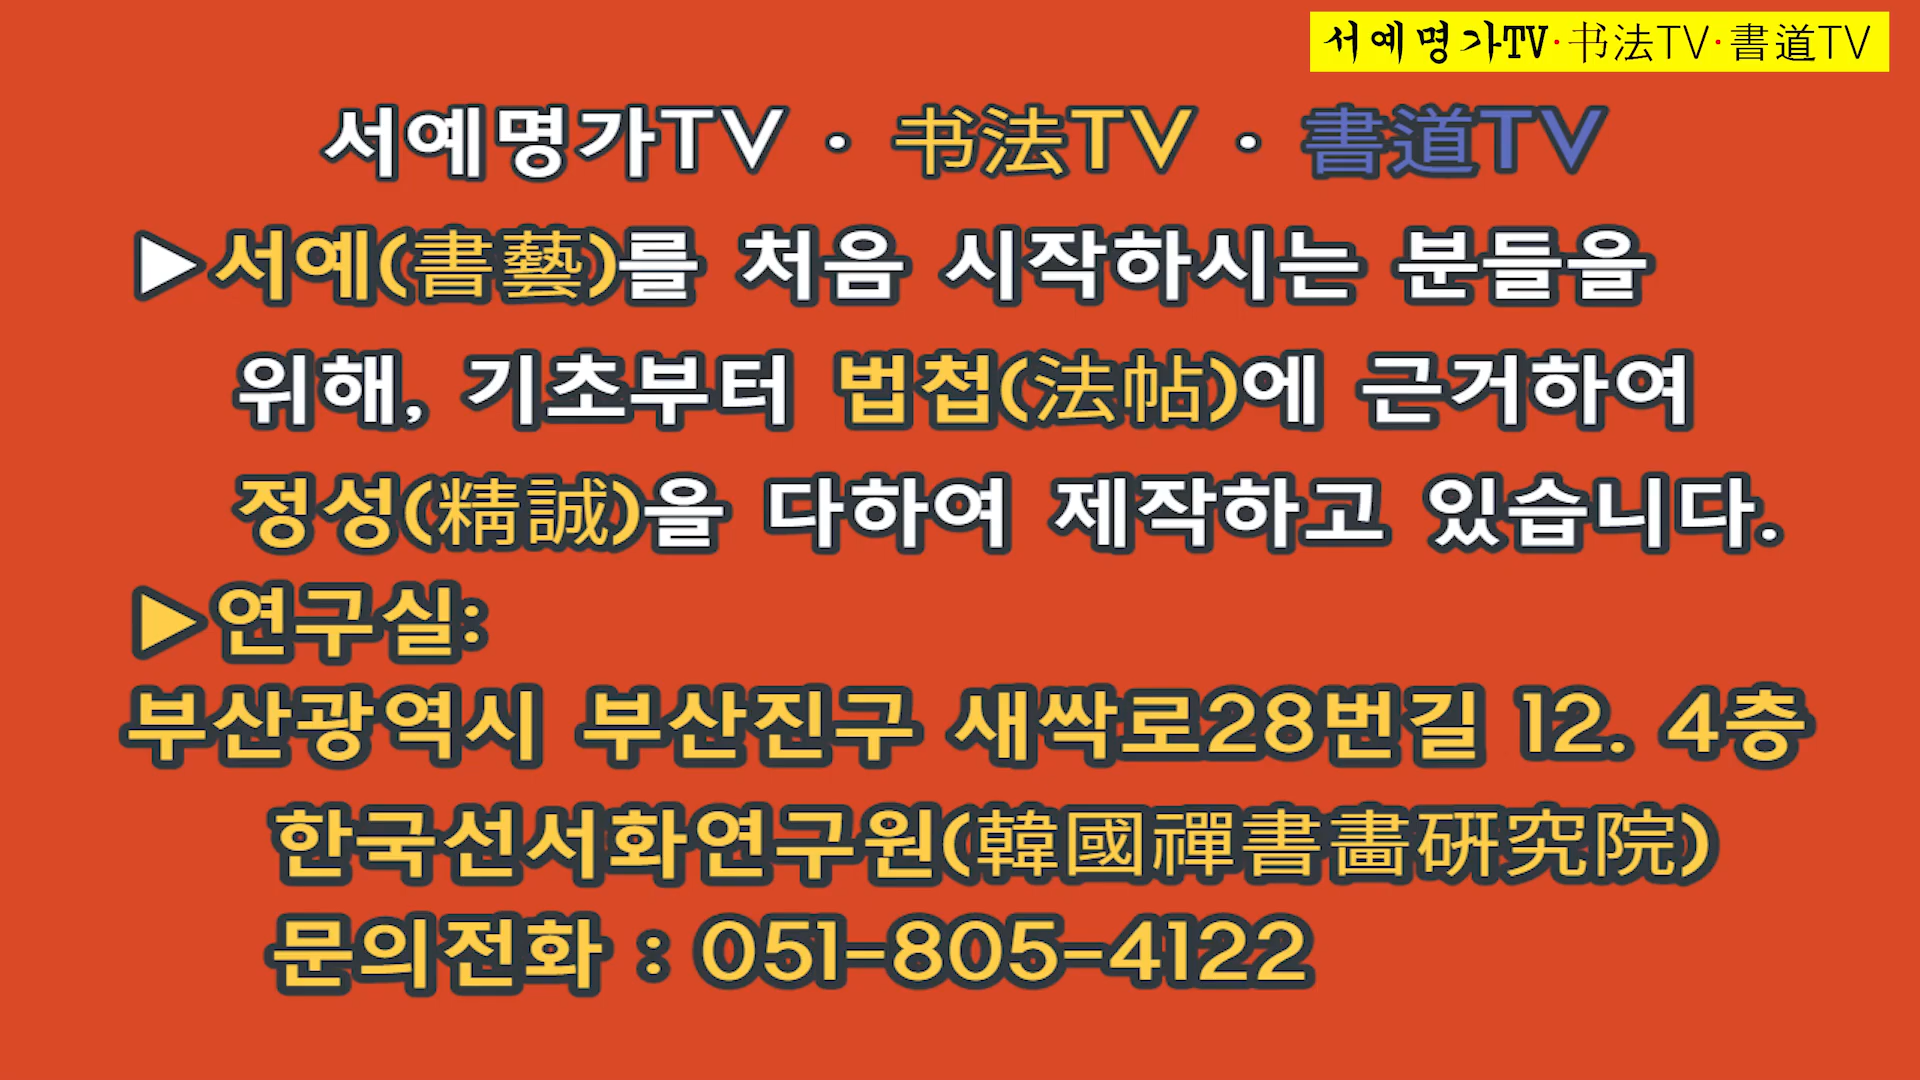 서예명가TV·书法TV·書道TV
서예명가TV · 书法TV · 書道TV
▶서예(書藝)를 처음 시작하시는 분들을
위해, 기초부터 법첩(法帖)에 근거하여
정성(精誠)을 다하여 제작하고 있습니다.
▶연구실:
부산광역시 부산진구 새싹로28번길 12. 4층
한국선서화연구원(韓國禪書畵硏究院)
문의전화 : 051-805-4122